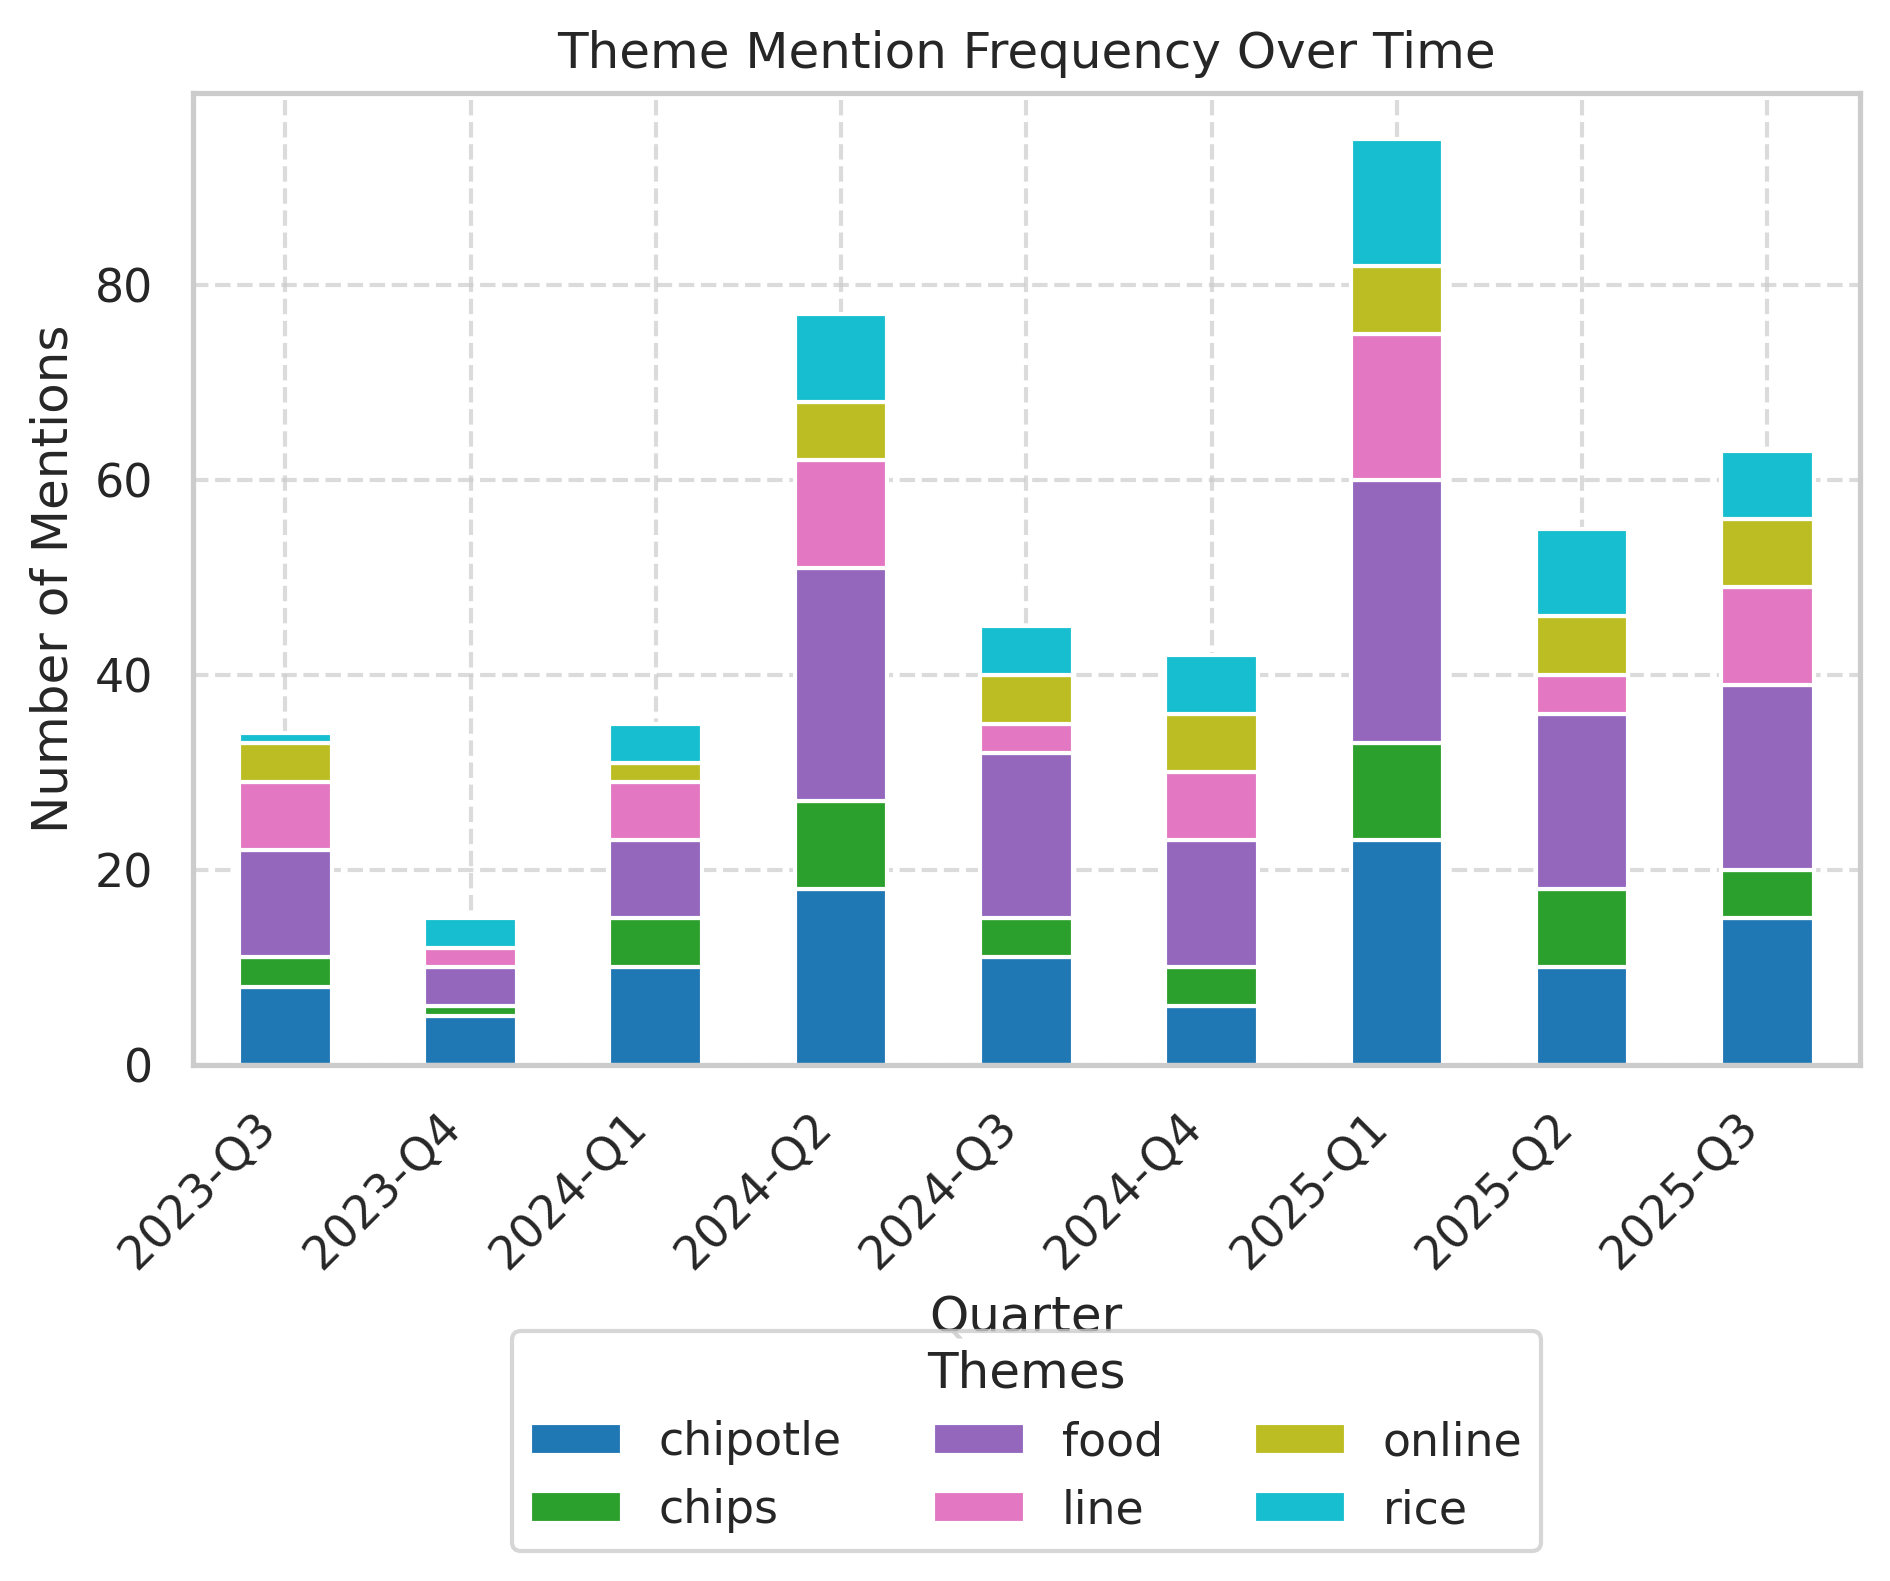 Theme Mention Frequency Over Time
Number of Mentions
80
60
40
20
0
2023-Q3
2023-Q4
2024-Q1
2024-Q2
2024-Q3
2024-Q4
2025-Q1
2025-Q2
2025-Q3
Quarter
Themes
chipotle
chips
food
line
online
rice